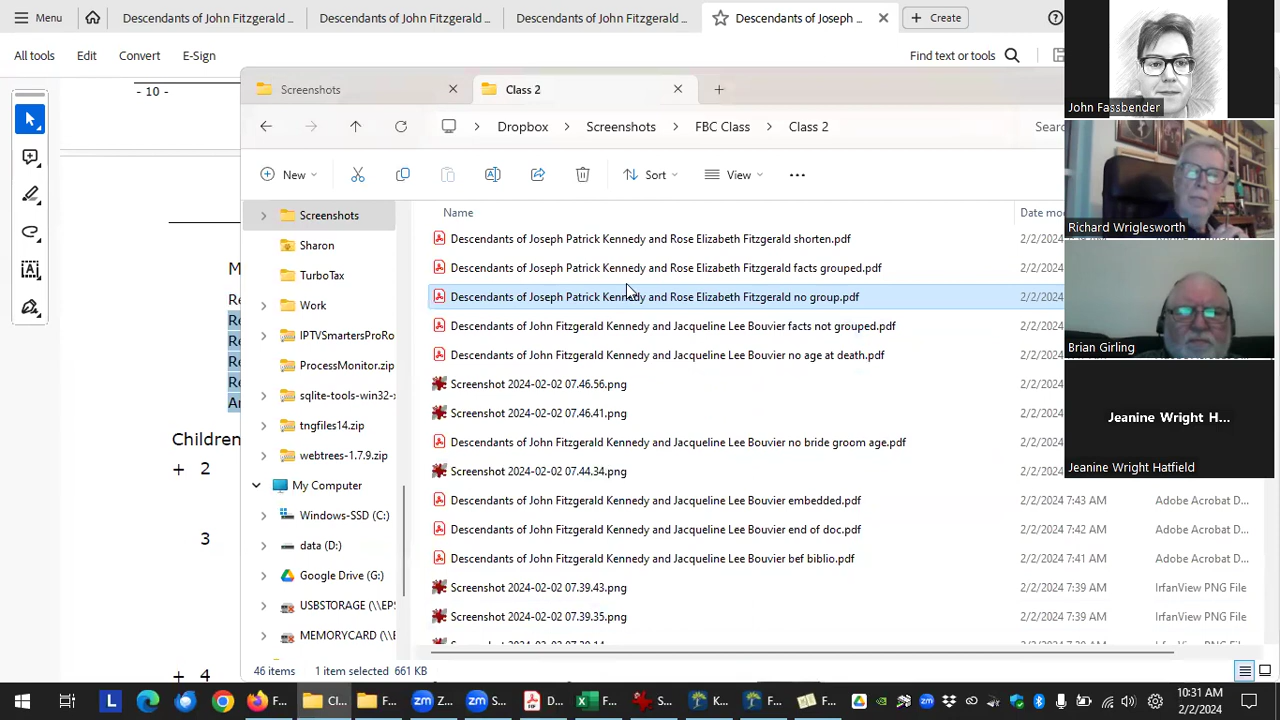 Menu
Descendants of John Fitzgerald ...
Descendants of John Fitzgerald ...
Descendants of John Fitzgerald ...
Descendants of Joseph ...
Create
All tools
Edit
Convert
E-Sign
Find text or tools
- 10 -
Screenshots
Class 2
Dropbox
Screenshots
FBC Class
Class 2
New
Sort
View
Name
Date mo
Screenshots
Sharon
TurboTax
Work
IPTVSmartersProRo
ProcessMonitor.zip
sqlite-tools-win32-
tngfiles14.zip
webtrees-1.7.9.zip
My Computer
Windows-SSD (C:)
data (D:)
Google Drive (G:)
USBSTORAGE (\\EPS
MEMORYCARD (\\E
Descendants of Joseph Patrick Kennedy and Rose Elizabeth Fitzgerald shorten.pdf
Descendants of Joseph Patrick Kennedy and Rose Elizabeth Fitzgerald facts grouped.pdf 2/2/2024
Descendants of Joseph Patrick Kennedy and Rose Elizabeth Fitzgerald no group.pdf 2/2/2024
Descendants of John Fitzgerald Kennedy and Jacqueline Lee Bouvier facts not grouped.pdf 2/2/2024
Descendants of John Fitzgerald Kennedy and Jacqueline Lee Bouvier no age at death.pdf 2/2/2024
Screenshot 2024-02-02 07.46.56.png 2/2/2024
Screenshot 2024-02-02 07.46.41.png 2/2/2024
Descendants of John Fitzgerald Kennedy and Jacqueline Lee Bouvier no bride groom age.pdf 2/2/2024
Screenshot 2024-02-02 07.44.34.png 2/2/2024
Descendants of John Fitzgerald Kennedy and Jacqueline Lee Bouvier embedded.pdf 2/2/2024 7:43 AM Adobe Acrobat D...
Descendants of John Fitzgerald Kennedy and Jacqueline Lee Bouvier end of doc.pdf 2/2/2024 7:42 AM Adobe Acrobat D...
Descendants of John Fitzgerald Kennedy and Jacqueline Lee Bouvier bef biblio.pdf 2/2/2024 7:41 AM Adobe Acrobat D...
Screenshot 2024-02-02 07.39.43.png 2/2/2024 7:39 AM IrfanView PNG File
Screenshot 2024-02-02 07.39.35.png 2/2/2024 7:39 AM IrfanView PNG File
46 items
1 item selected 661 KB
M
Re
Re
Re
Re
Re
Children
+ 2
3
+ 4
John Fassbender
Richard Wriglesworth
Brian Girling
Jeanine Wright H...
Jeanine Wright Hatfield
L
F...
Cl...
F...
Z...
S...
D...
F...
S...
K...
F...
F...
10:31 AM
2/2/2024